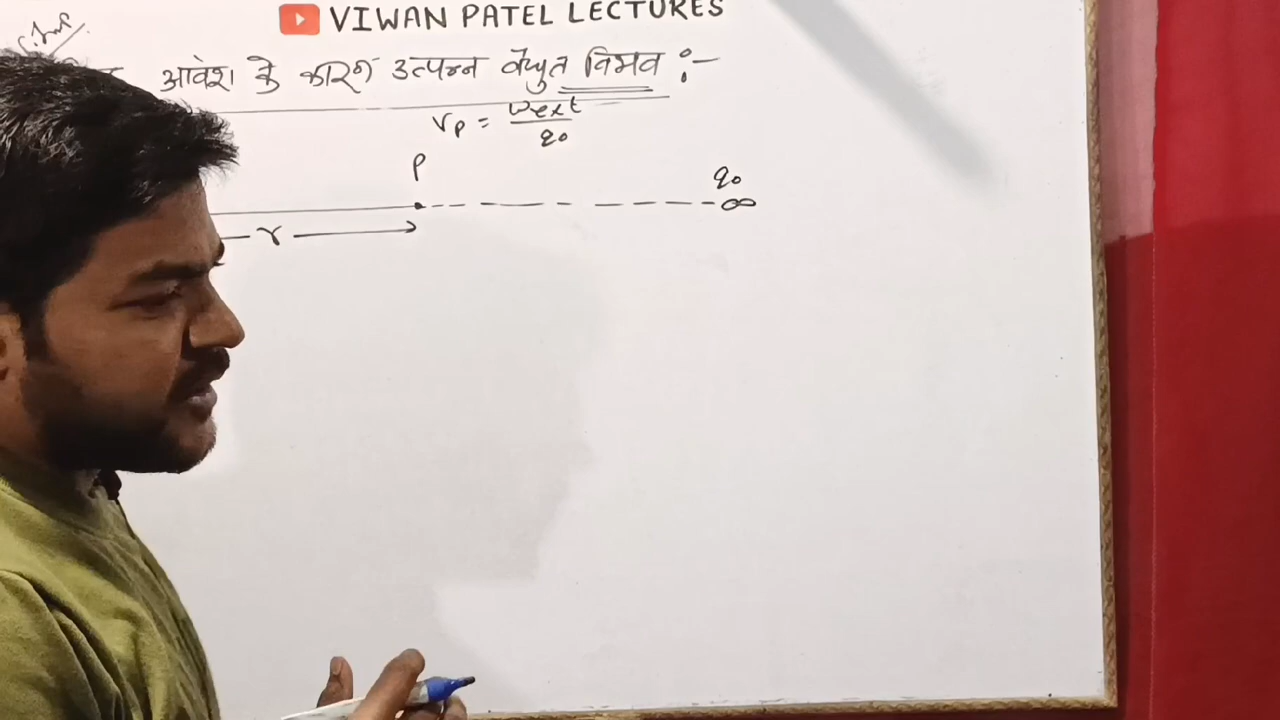 VIWAN PATEL LECTURES
आवेश के कारण उत्पन्न वैद्युत विभव :-
Vp = Wext / q₀
P
q₀
∞
r